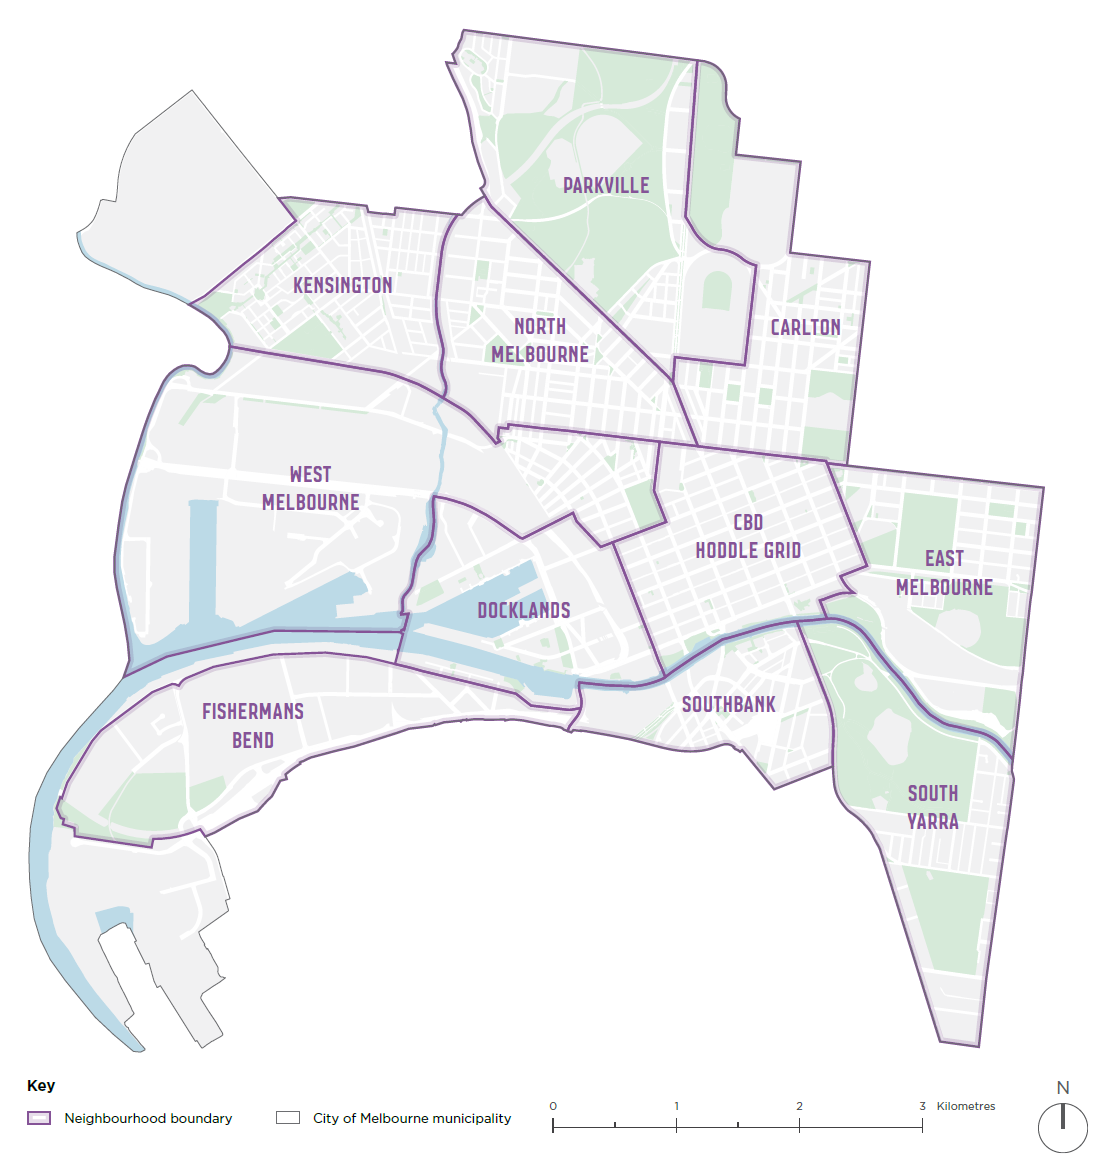 PARKVILLE
KENSINGTON
NORTH
MELBOURNE
CARLTON
WEST
MELBOURNE
CBD
HODDLE GRID
EAST
MELBOURNE
DOCKLANDS
SOUTHBANK
FISHERMANS
BEND
SOUTH
YARRA
Key
Neighbourhood boundary
City of Melbourne municipality
0 1 2 3 Kilometres
N